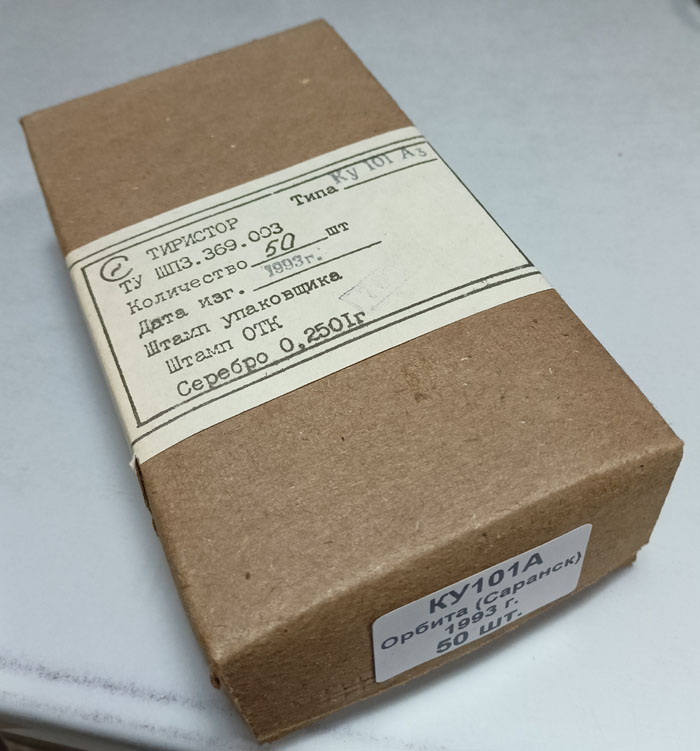 Типа Ку 101 Аз
ТИРИСТОР
ТУ ШП3.369.003
Количество 50 шт
Дата изг. 1993г.
Штамп упаковщика
Штамп ОТК
Серебро 0,2501г
КУ101А
Орбита (Саранск)
1993 г.
50 шт.